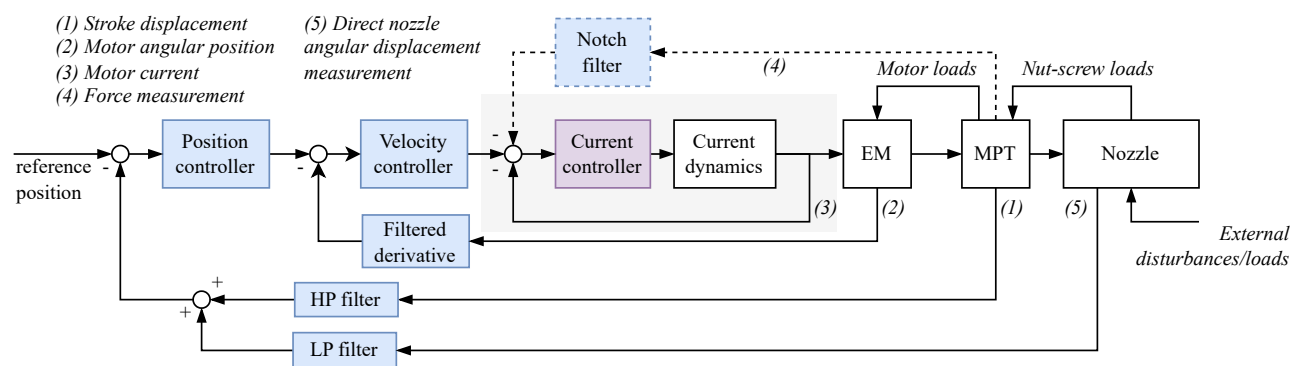 (1) Stroke displacement
(2) Motor angular position
(3) Motor current
(4) Force measurement
(5) Direct nozzle
angular displacement
measurement
Notch
filter
(4)
Motor loads
Nut-screw loads
reference
position
-
Position
controller
-
Velocity
controller
-
-
Current
controller
Current
dynamics
EM
MPT
Nozzle
(3)
(2)
(1)
(5)
Filtered
derivative
External
disturbances/loads
+
+
HP filter
LP filter